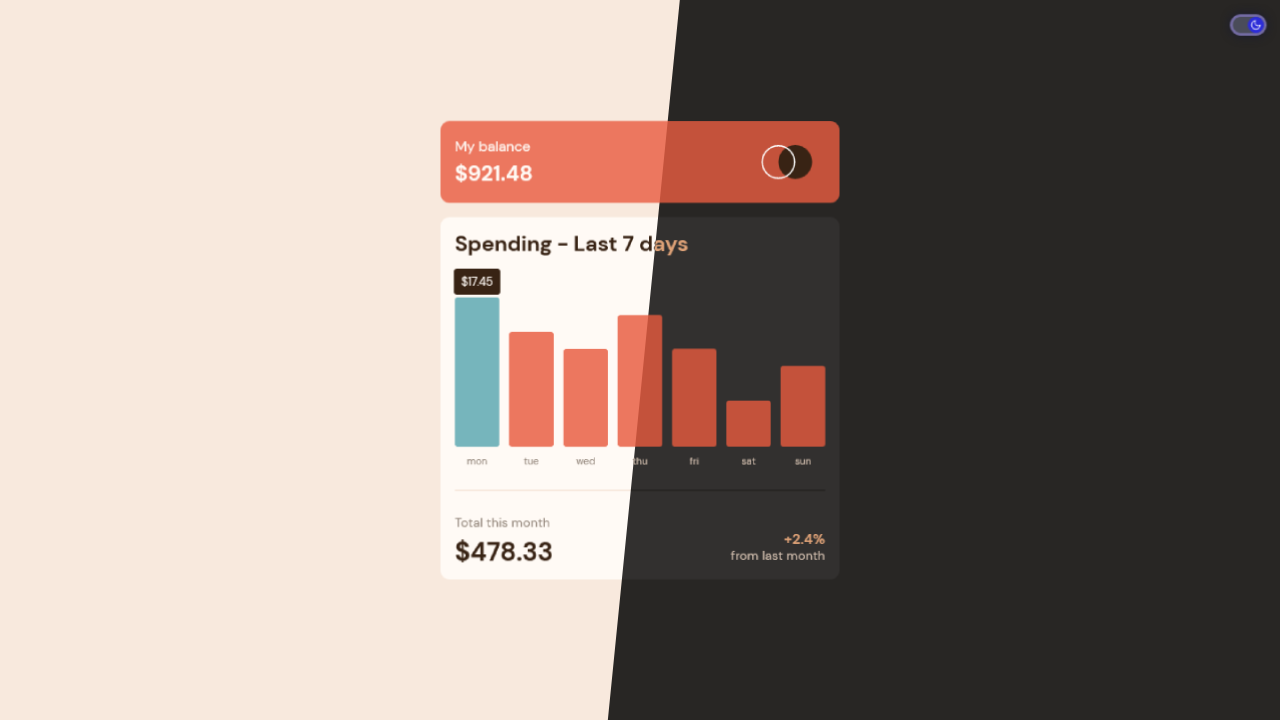 My balance
$921.48
Spending - Last 7 days
$17.45
mon tue wed thu fri sat sun
Total this month
$478.33
+2.4%
from last month